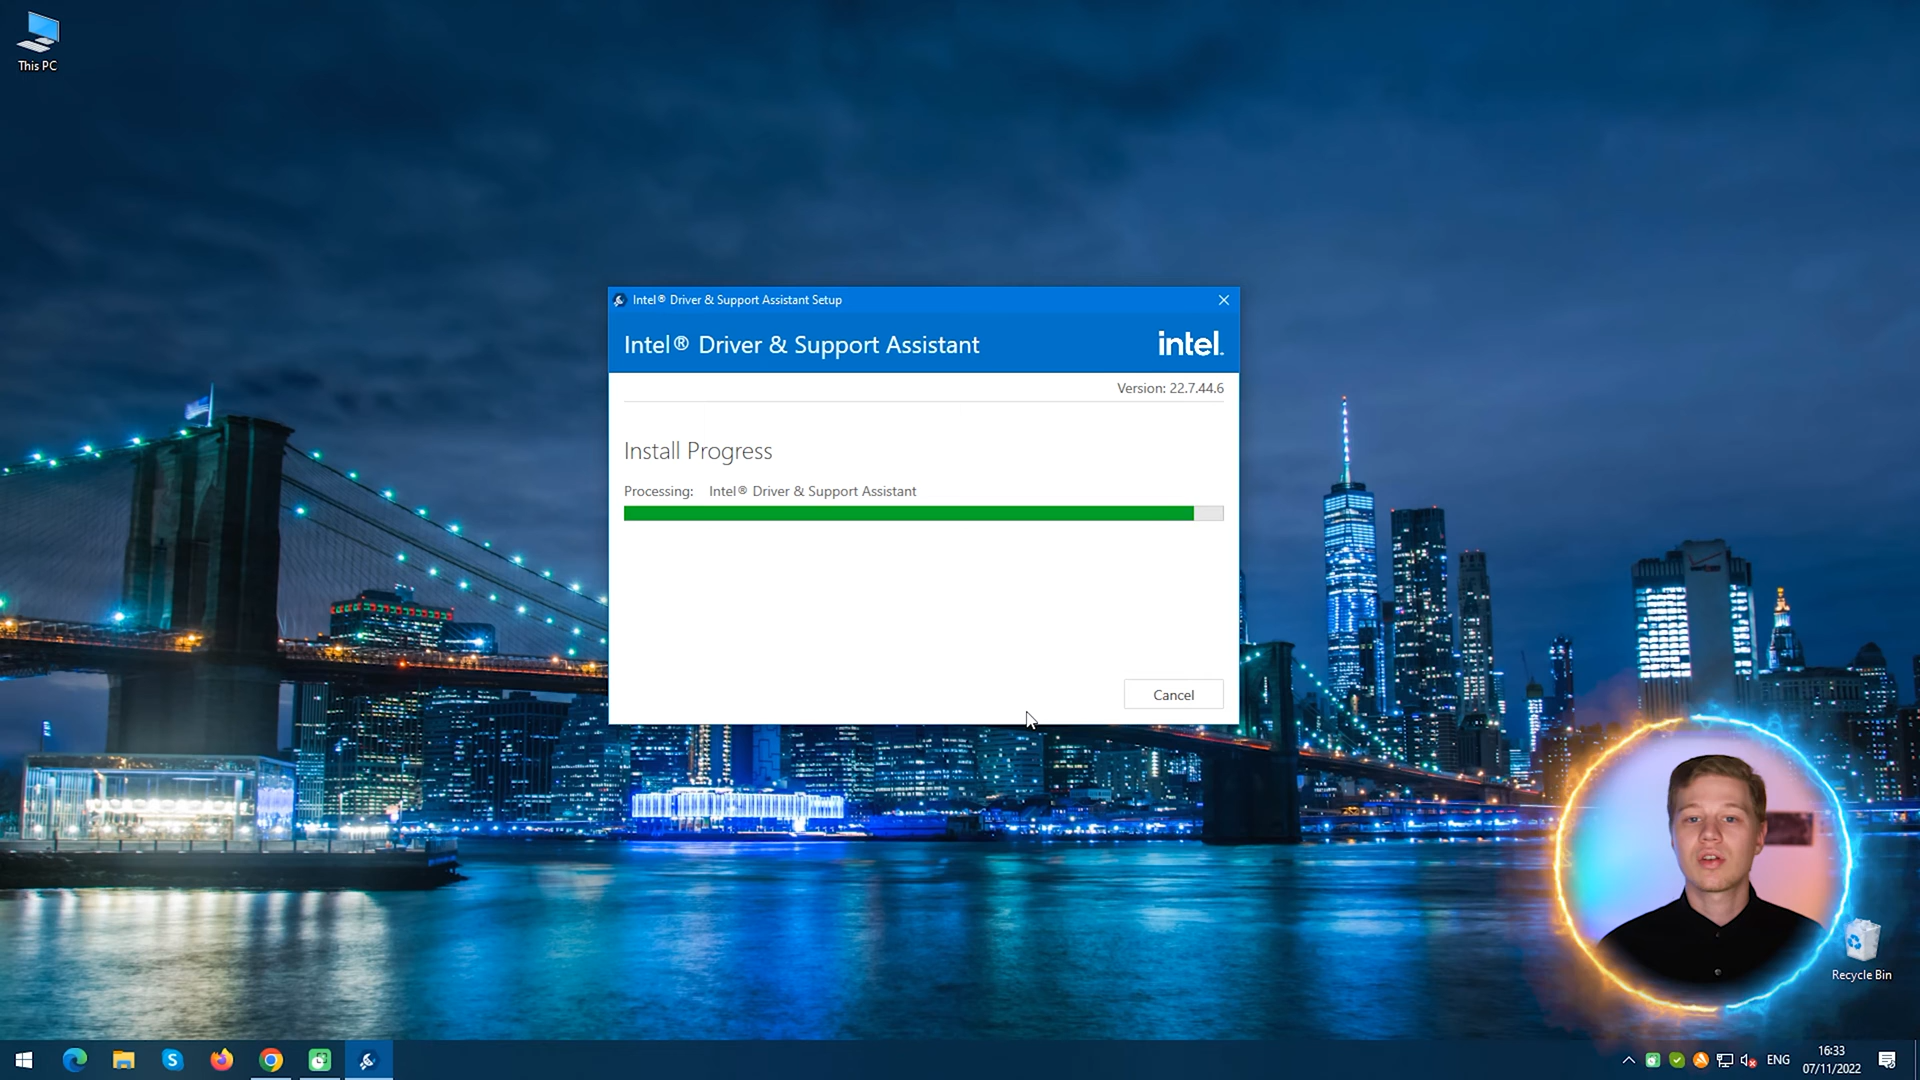 This PC
Intel® Driver & Support Assistant Setup
Intel® Driver & Support Assistant
intel.
Version: 22.7.44.6
Install Progress
Processing: Intel® Driver & Support Assistant
Cancel
Recycle Bin
ENG
16:33
07/11/2022